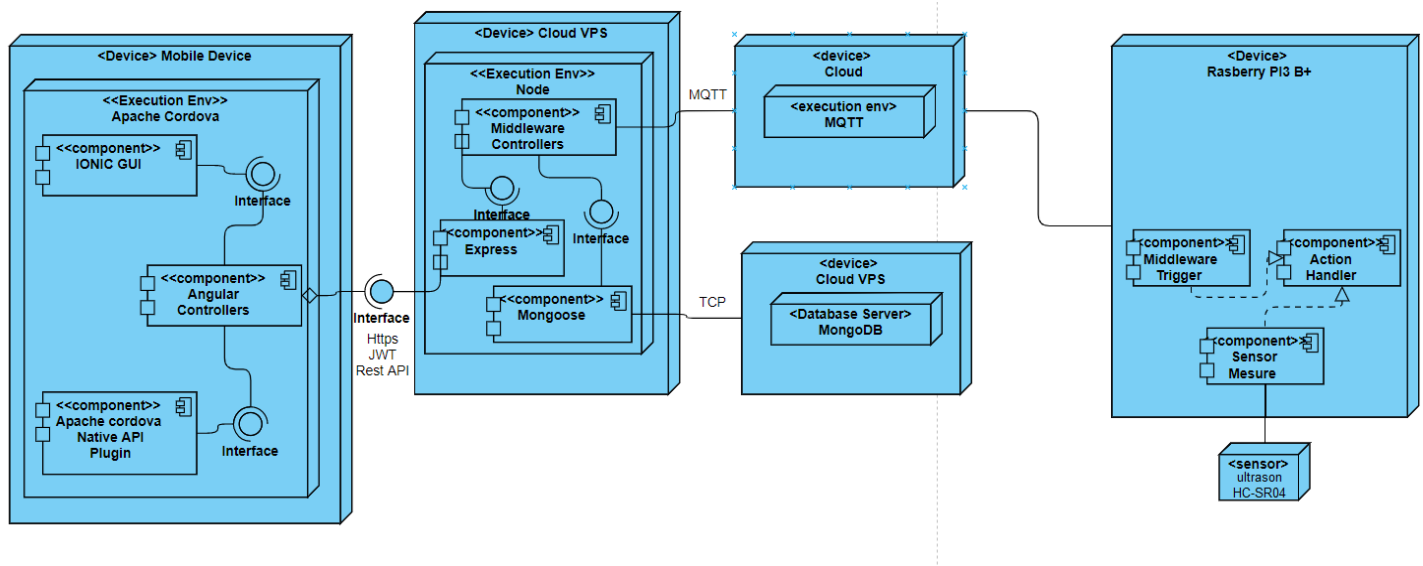 <Device> Mobile Device
<<Execution Env>>
Apache Cordova
<<component>>
IONIC GUI
Interface
<<component>>
Angular
Controllers
<<component>>
Apache cordova
Native API
Plugin
Interface
Interface
Https
JWT
Rest API
<Device> Cloud VPS
<<Execution Env>>
Node
<<component>>
Middleware
Controllers
Interface
Interface
<<component>>
Express
<<component>>
Mongoose
MQTT
TCP
<device>
Cloud
<execution env>
MQTT
<device>
Cloud VPS
<Database Server>
MongoDB
<Device>
Rasberry PI3 B+
<component>
Middleware
Trigger
<component>
Action
Handler
<component>
Sensor
Mesure
<sensor>
ultrason
HC-SR04